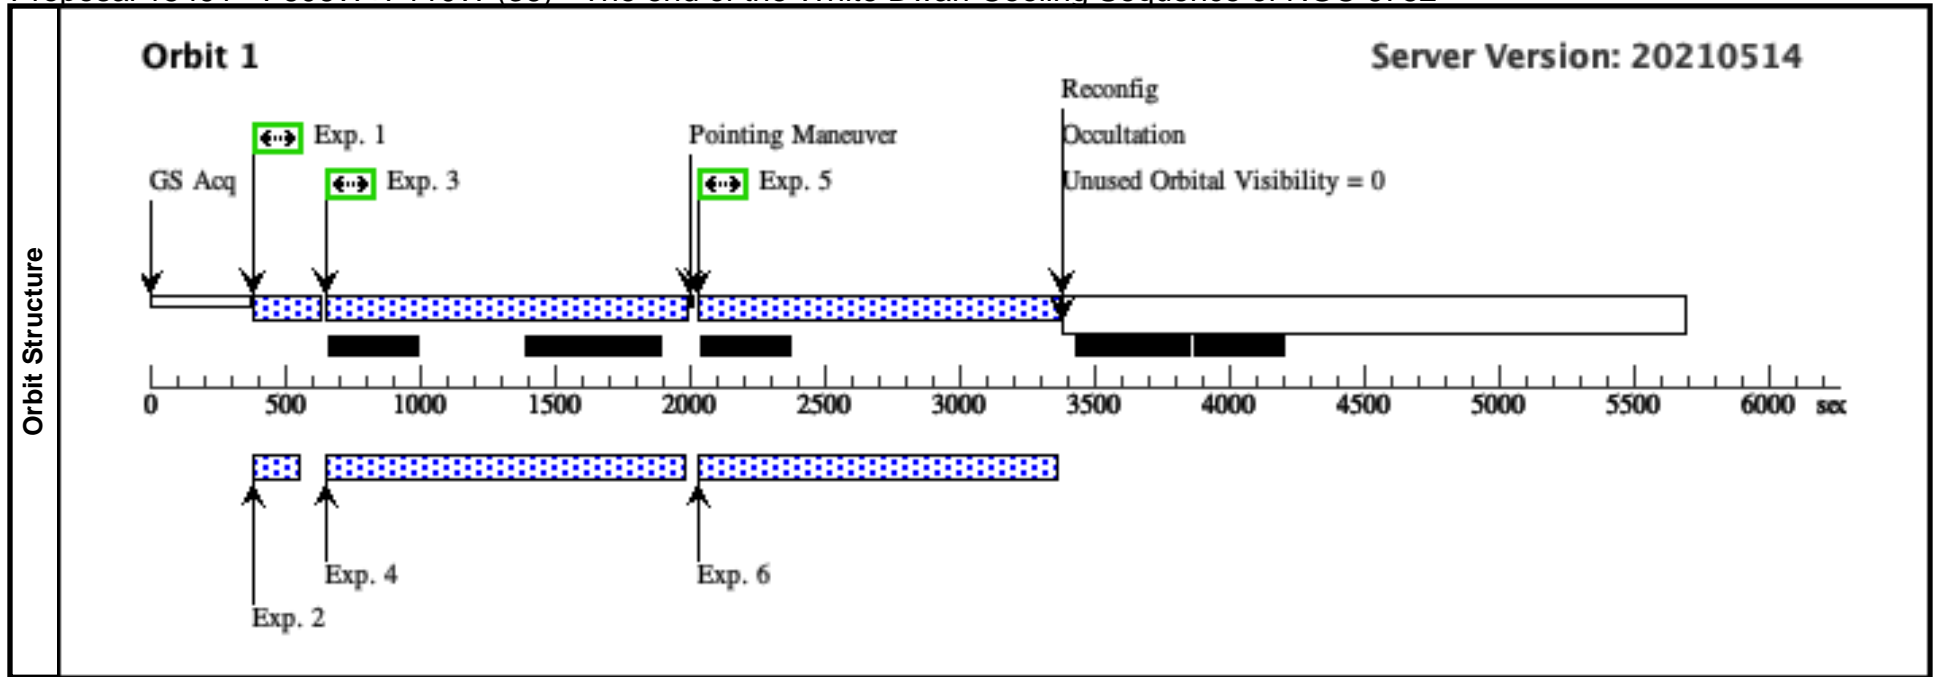 Orbit 1
Server Version: 20210514
Reconfig
Exp. 1
Pointing Maneuver
Occultation
GS Acq
Exp. 3
Exp. 5
Unused Orbital Visibility = 0
Orbit Structure
0 500 1000 1500 2000 2500 3000 3500 4000 4500 5000 5500 6000 sec
Exp. 4
Exp. 6
Exp. 2